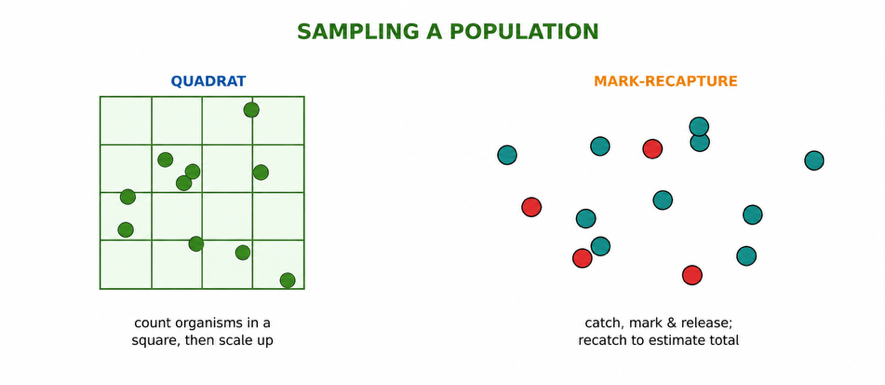 SAMPLING A POPULATION
QUADRAT
count organisms in a
square, then scale up
MARK-RECAPTURE
catch, mark & release;
recatch to estimate total